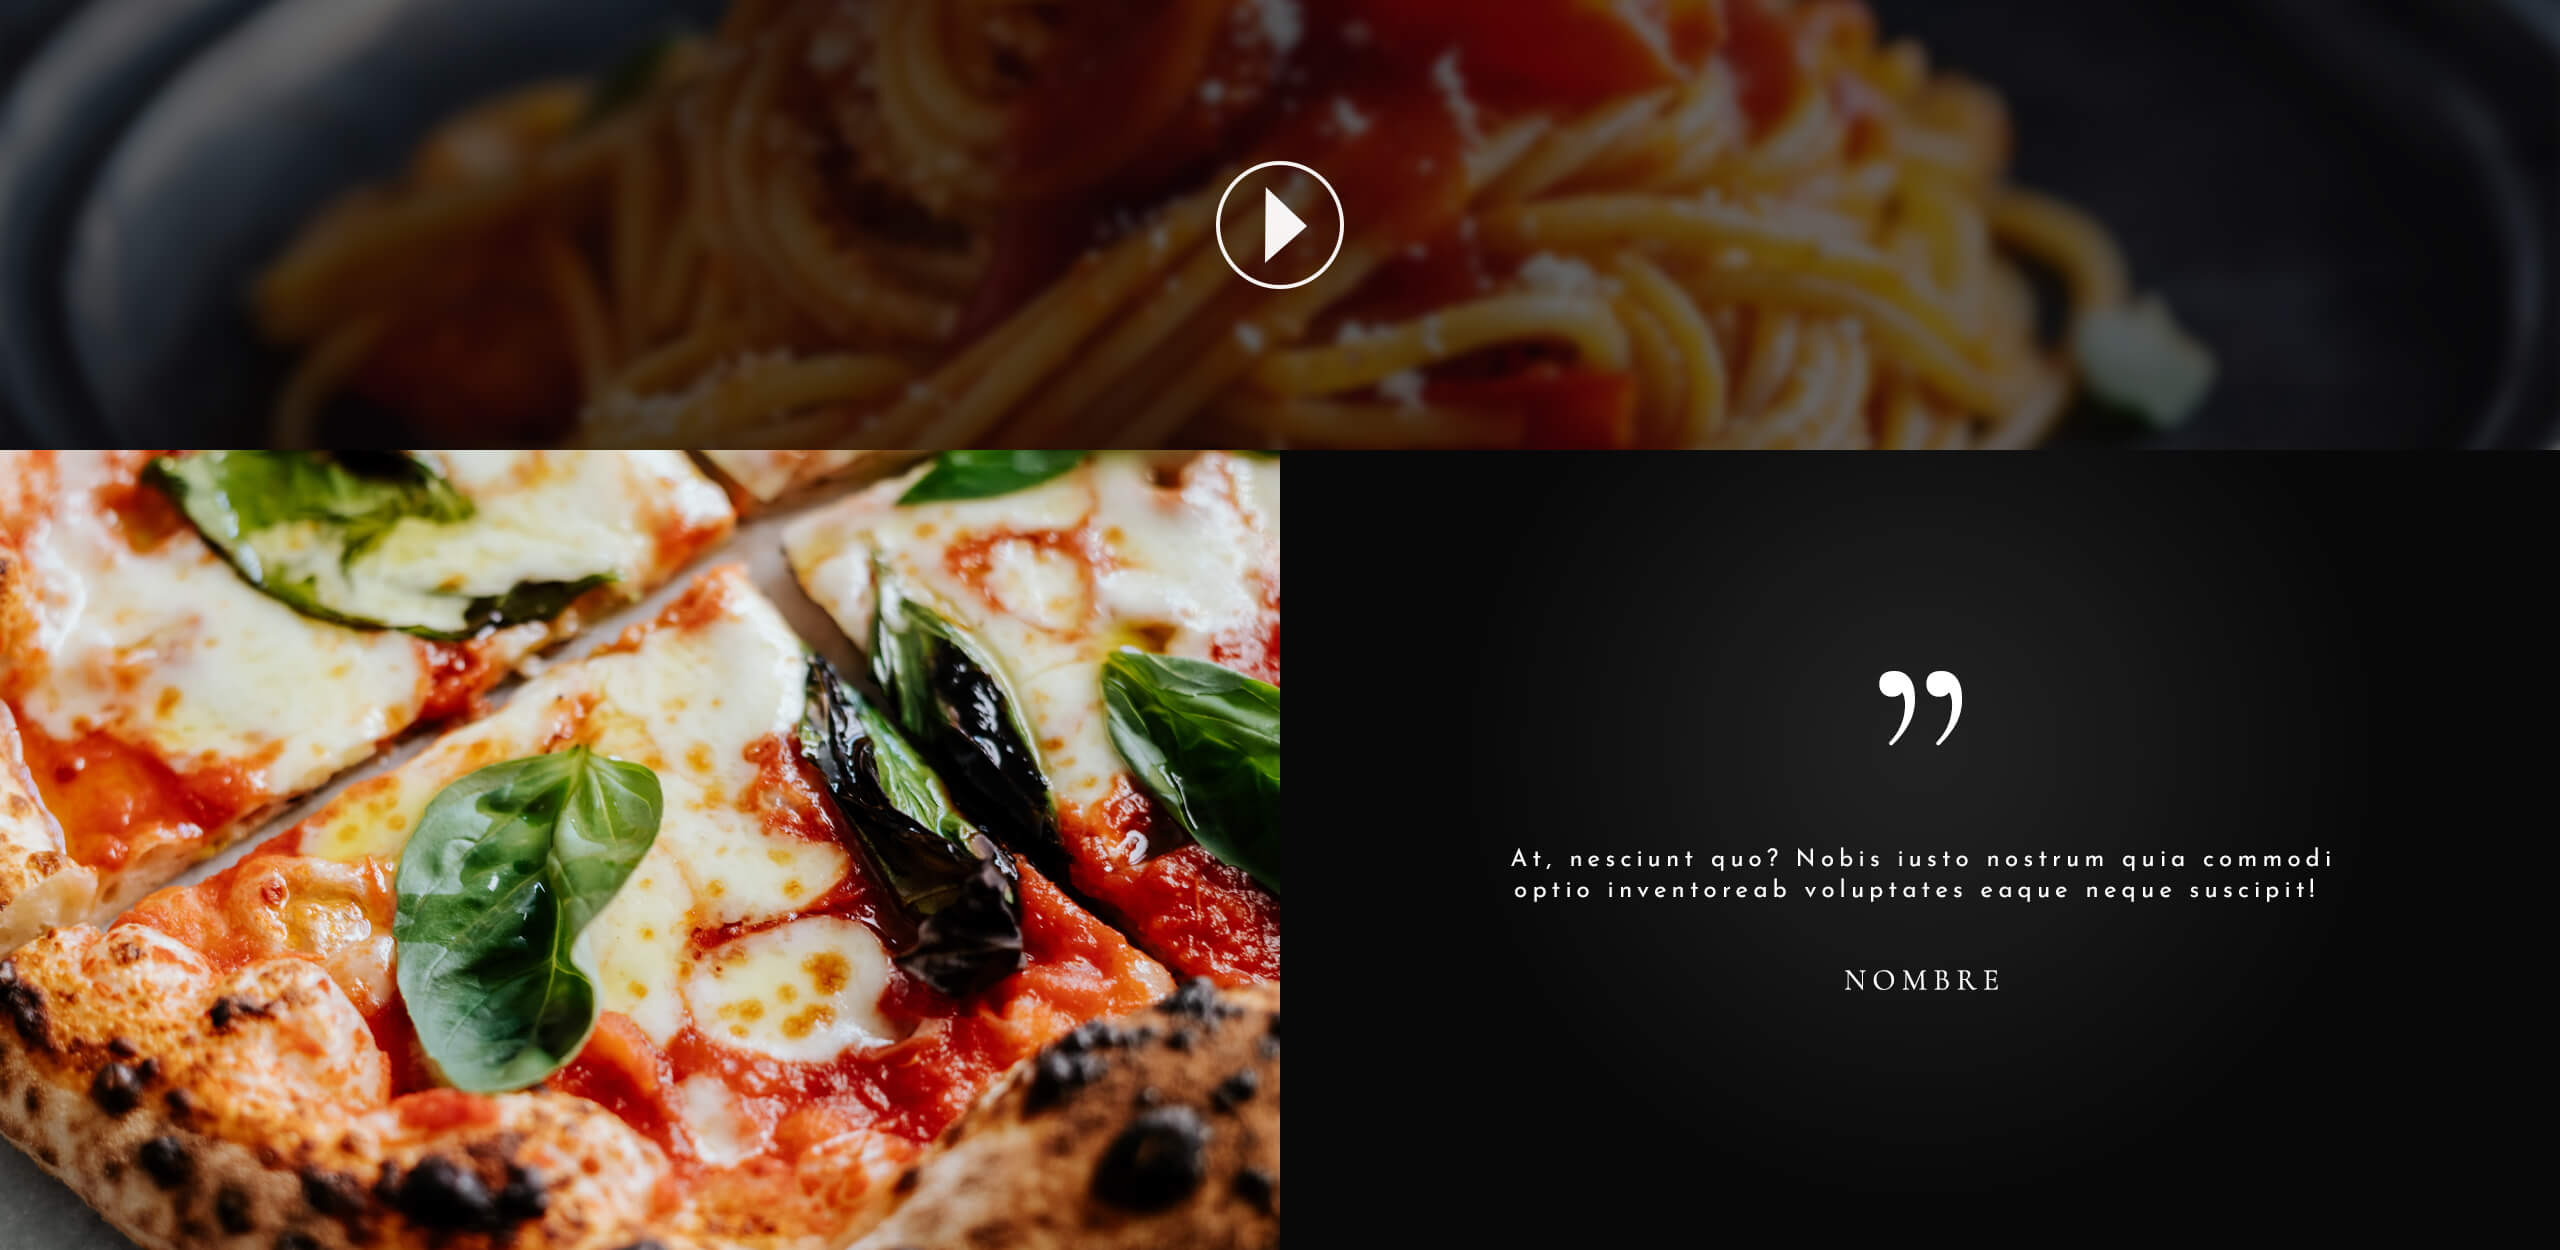 ”
At, nesciunt quo? Nobis iusto nostrum quia commodi
optio inventoreab voluptates eaque neque suscipit!
NOMBRE